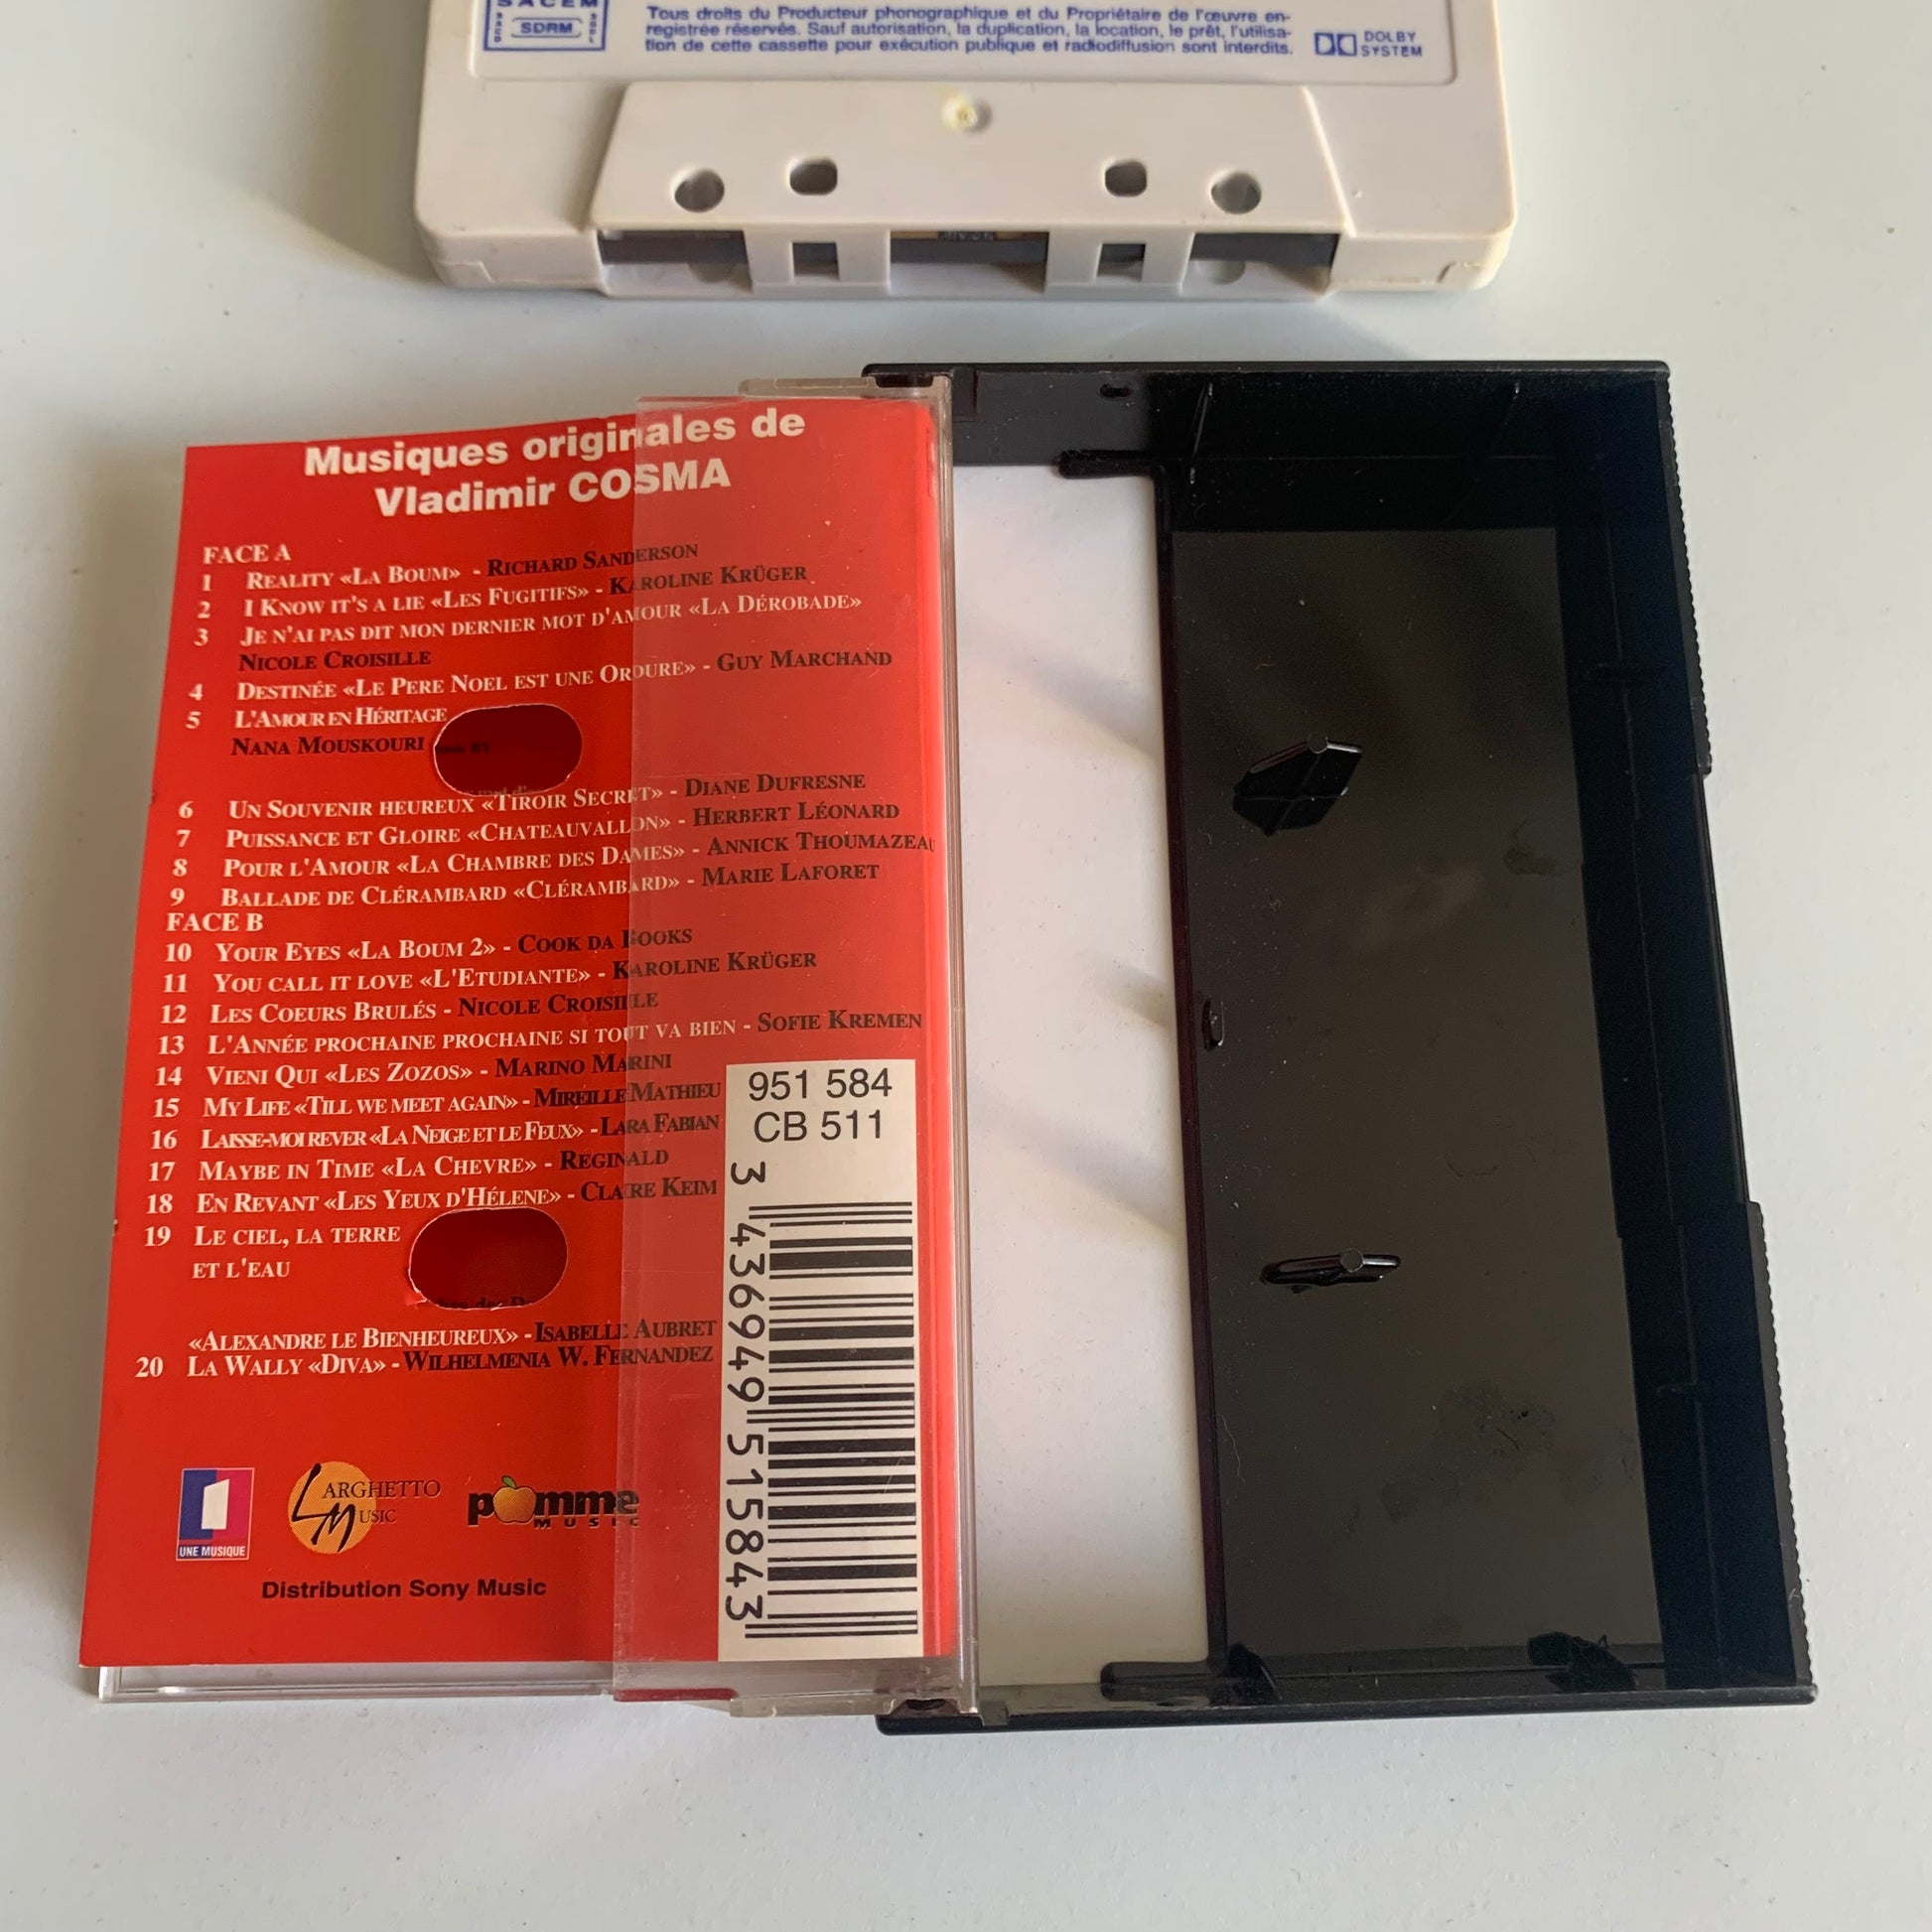 SACEM
SACD
SDRM
SGDL
Tous droits du Producteur phonographique et du Propriétaire de l'œuvre en-
registrée réservés. Sauf autorisation, la duplication, la location, le prêt, l'utilisa-
tion de cette cassette pour exécution publique et radiodiffusion sont interdits.
DOLBY
SYSTEM
Musiques originales de
Vladimir COSMA
FACE A
1 REALITY «LA BOUM» - RICHARD SANDERSON
2 I KNOW IT'S A LIE «LES FUGITIFS» - KAROLINE KRÜGER
3 JE N'AI PAS DIT MON DERNIER MOT D'AMOUR «LA DÉROBADE»
NICOLE CROISILLE
4 DESTINÉE «LE PERE NOEL EST UNE ORDURE» - GUY MARCHAND
5 L'AMOUR EN HÉRITAGE
NANA MOUSKOURI
6 UN SOUVENIR HEUREUX «TIROIR SECRET» - DIANE DUFRESNE
7 PUISSANCE ET GLOIRE «CHATEAUVALLON» - HERBERT LÉONARD
8 POUR L'AMOUR «LA CHAMBRE DES DAMES» - ANNICK THOUMAZEAU
9 BALLADE DE CLÉRAMBARD «CLÉRAMBARD» - MARIE LAFORET
FACE B
10 YOUR EYES «LA BOUM 2» - COOK DA BOOKS
11 YOU CALL IT LOVE «L'ETUDIANTE» - KAROLINE KRÜGER
12 LES COEURS BRULÉS - NICOLE CROISILLE
13 L'ANNÉE PROCHAINE PROCHAINE SI TOUT VA BIEN - SOFIE KREMEN
14 VIENI QUI «LES ZOZOS» - MARINO MARINI
15 MY LIFE «TILL WE MEET AGAIN» - MIREILLE MATHIEU
16 LAISSE-MOI REVER «LA NEIGE ET LE FEUX» - LARA FABIAN
17 MAYBE IN TIME «LA CHEVRE» - REGINALD
18 EN REVANT «LES YEUX D'HÉLENE» - CLAIRE KEIM
19 LE CIEL, LA TERRE
ET L'EAU
«ALEXANDRE LE BIENHEUREUX» - ISABELLE AUBRET
20 LA WALLY «DIVA» - WILHELMENIA W. FERNANDEZ
951 584
CB 511
3 436949 515843
UNE MUSIQUE
LARGHETTO
MUSIC
pomme
MUSIC
Distribution Sony Music